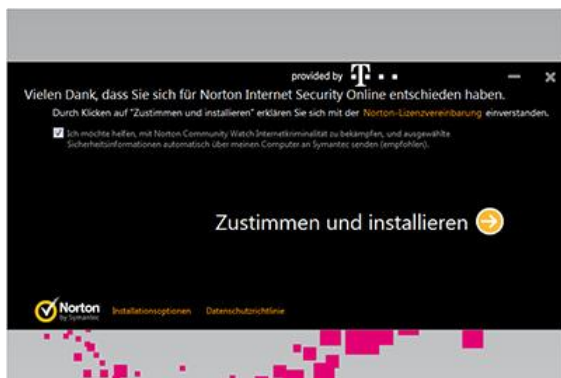 provided by T
Vielen Dank, dass Sie sich für Norton Internet Security Online entschieden haben.
Durch Klicken auf "Zustimmen und installieren" erklären Sie sich mit der Norton-Lizenzvereinbarung einverstanden.
Ich möchte helfen, mit Norton Community Watch Internetkriminalität zu bekämpfen, und ausgewählte
Sicherheitsinformationen automatisch über meinen Computer an Symantec senden (empfohlen).
Zustimmen und installieren
Norton
by Symantec
Installationsoptionen Datenschutzrichtlinie